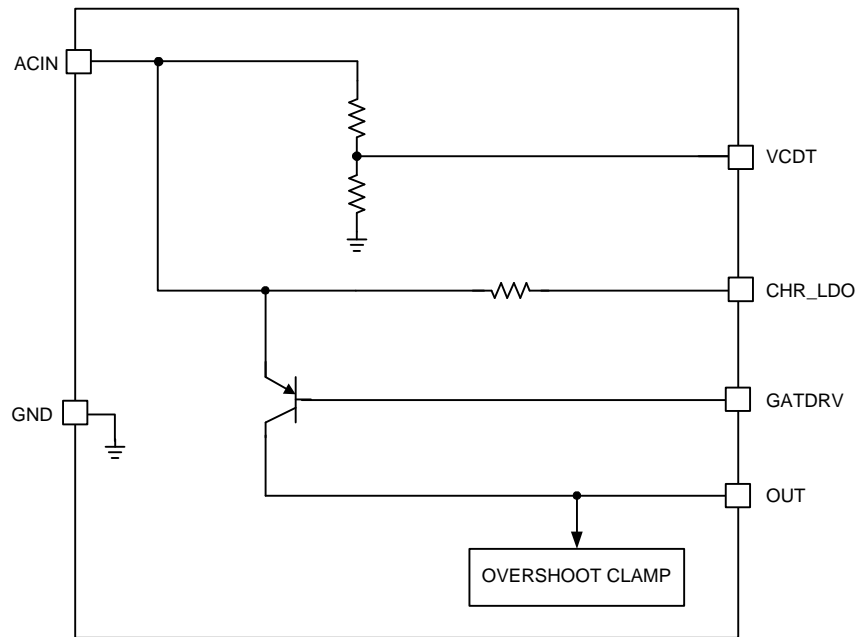 ACIN
VCDT
CHR_LDO
GATDRV
GND
OUT
OVERSHOOT CLAMP